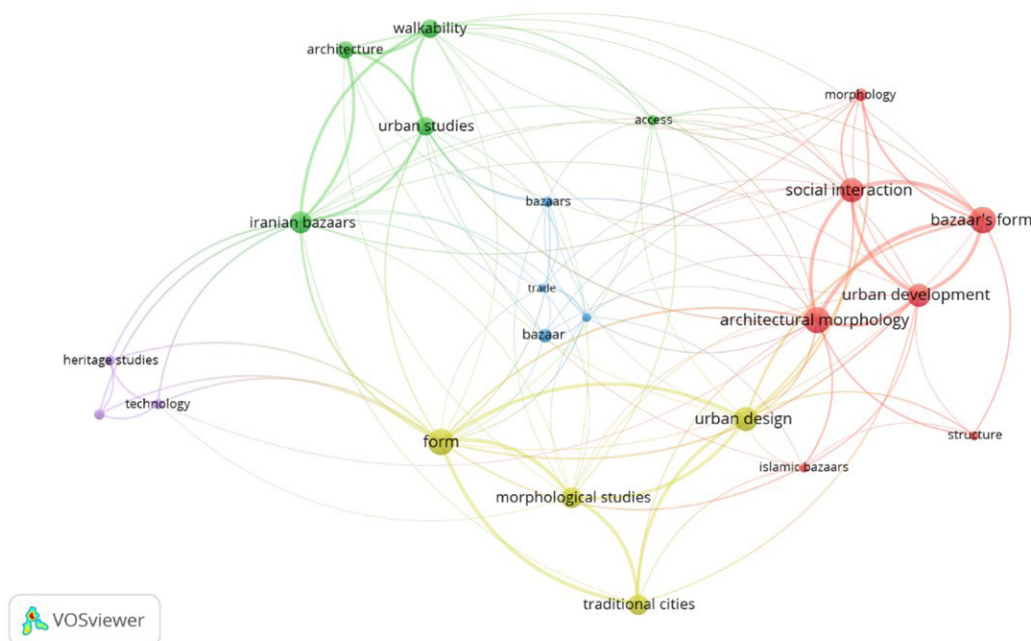 walkability
architecture
morphology
access
urban studies
social interaction
bazaars
iranian bazaars
bazaar's form
trade
urban development
architectural morphology
bazaar
heritage studies
technology
urban design
form
structure
islamic bazaars
morphological studies
traditional cities
VOSviewer